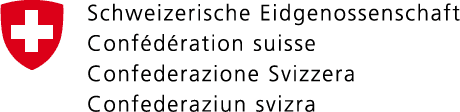 Schweizerische Eidgenossenschaft
Confédération suisse
Confederazione Svizzera
Confederaziun svizra